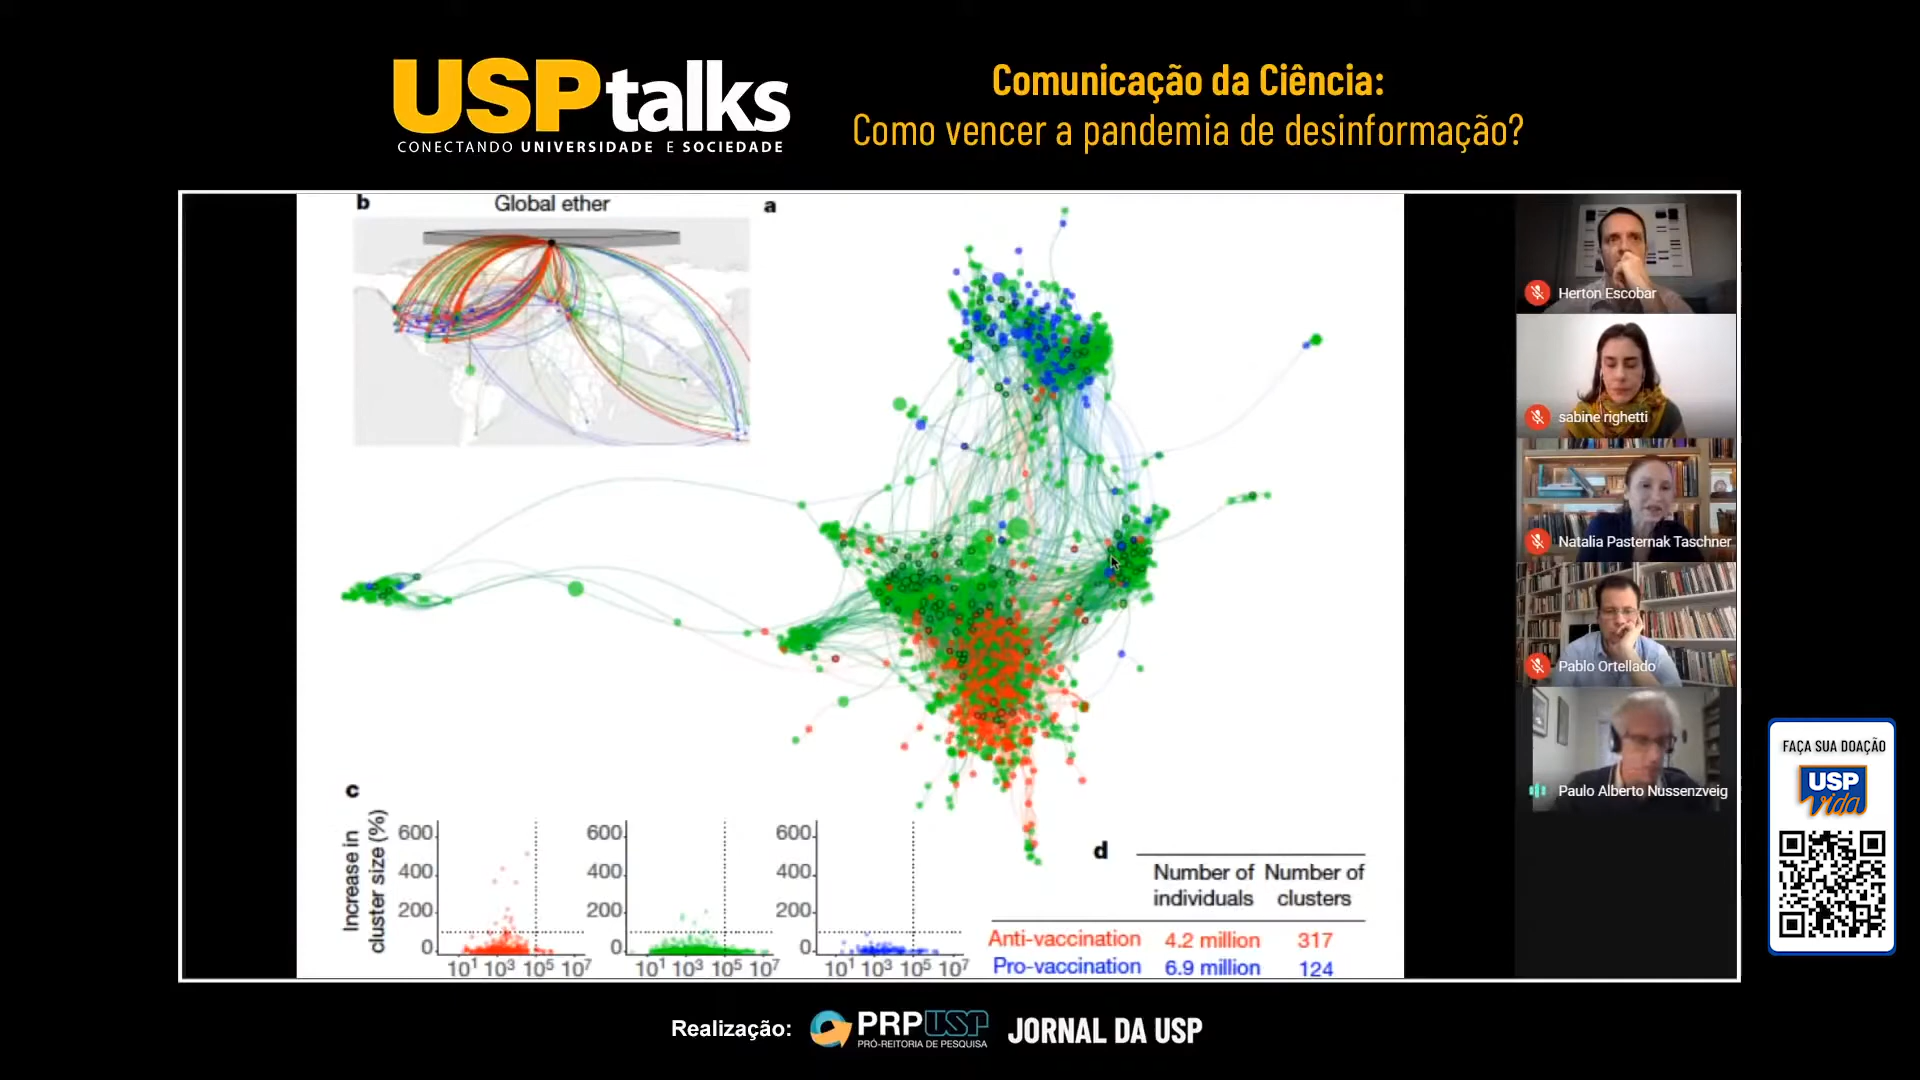 USPtalks
CONECTANDO UNIVERSIDADE E SOCIEDADE
Comunicação da Ciência:
Como vencer a pandemia de desinformação?
b
Global ether
a
c
Increase in
cluster size (%)
600
400
200
0
10¹ 10³ 10⁵ 10⁷
600
400
200
0
10¹ 10³ 10⁵ 10⁷
600
400
200
0
10¹ 10³ 10⁵ 10⁷
d
Number of individuals
Number of clusters
Anti-vaccination 4.2 million 317
Pro-vaccination 6.9 million 124
Herton Escobar
sabine righetti
Natalia Pasternak Taschner
Pablo Ortellado
Paulo Alberto Nussenzveig
FAÇA SUA DOAÇÃO
USP
Vida
Realização:
PRPUSP
PRÓ-REITORIA DE PESQUISA
JORNAL DA USP